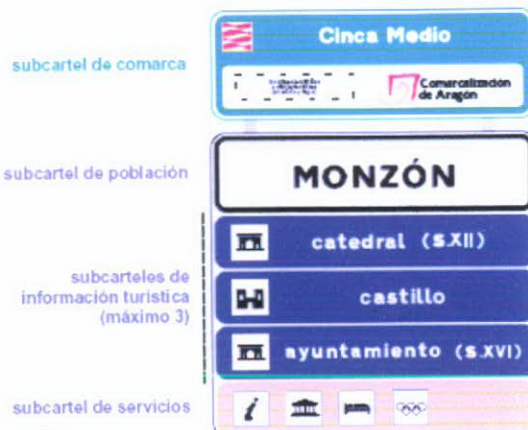 Cinca Medio
subcartel de comarca
Comarcalización
de Aragón
subcartel de población
MONZÓN
catedral (S.XII)
subcarteles de
información turística
(máximo 3)
castillo
ayuntamiento (S.XVI)
subcartel de servicios
i